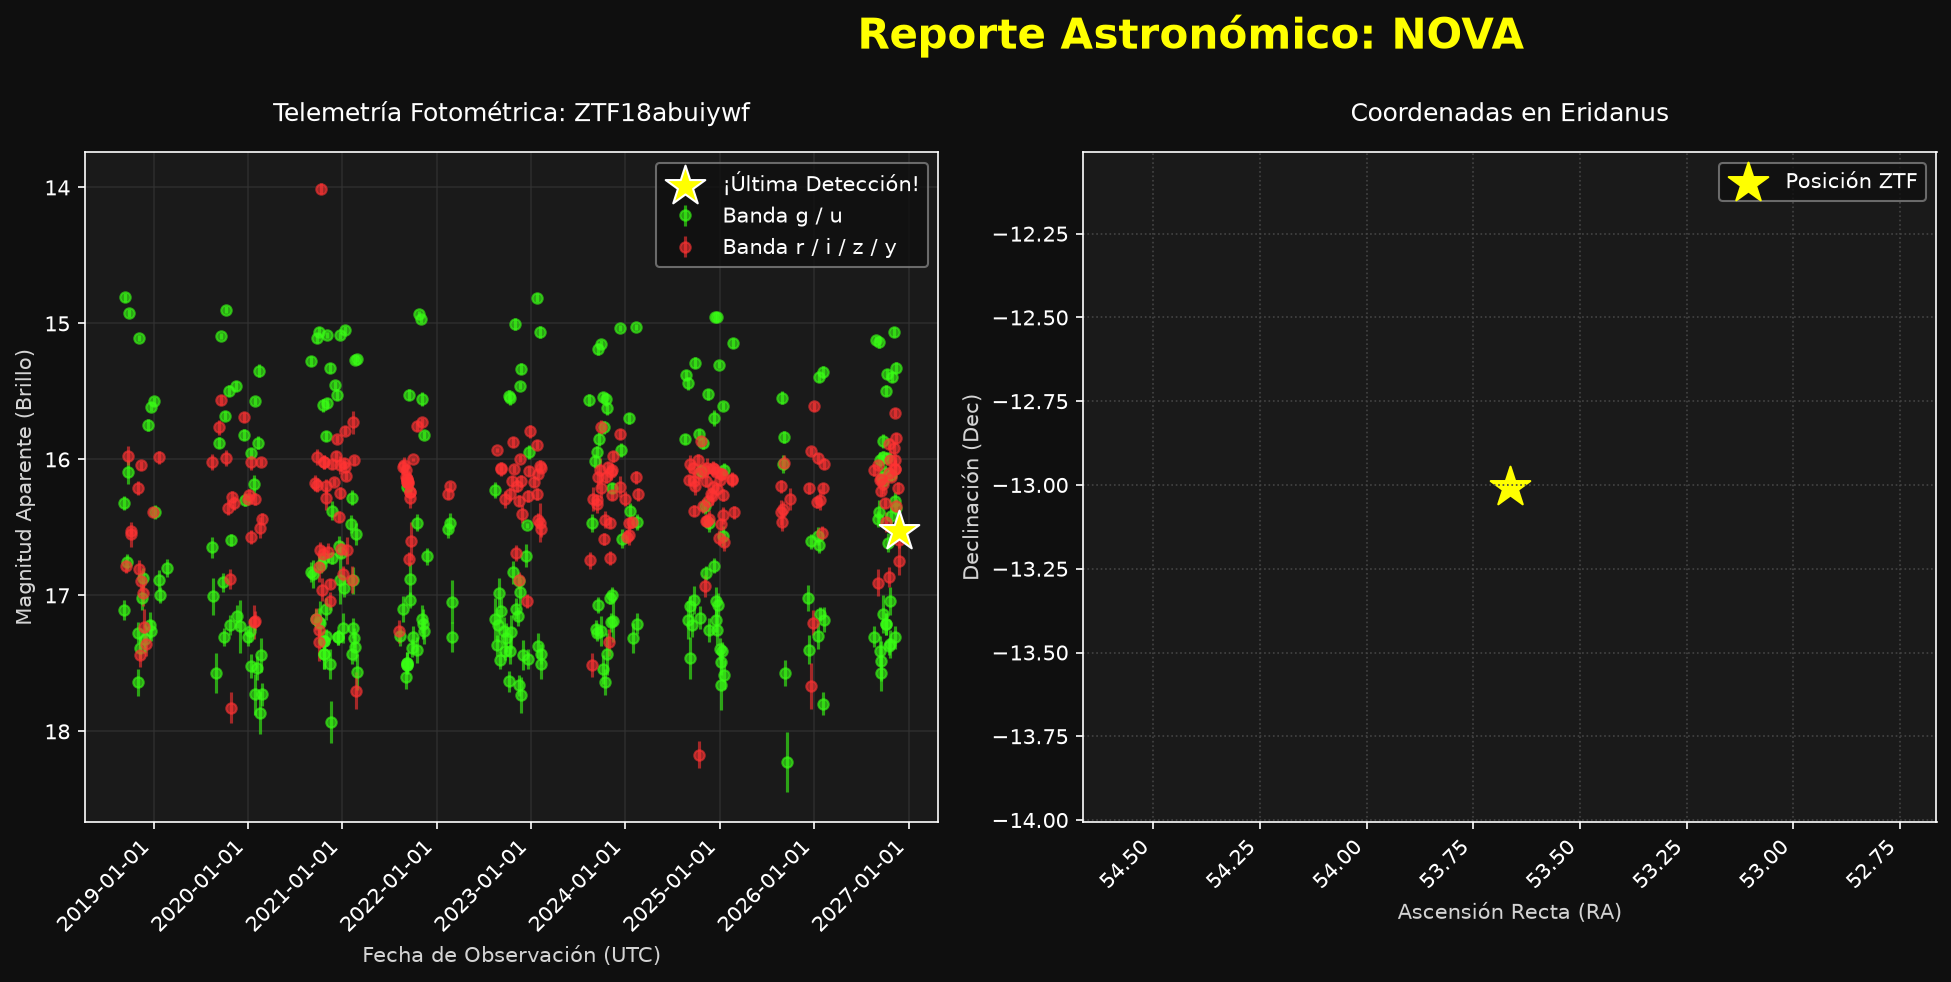 Reporte Astronómico: NOVA
Telemetría Fotométrica: ZTF18abuiywf
¡Última Detección!
Banda g / u
Banda r / i / z / y
Magnitud Aparente (Brillo)
14
15
16
17
18
2019-01-01
2020-01-01
2021-01-01
2022-01-01
2023-01-01
2024-01-01
2025-01-01
2026-01-01
2027-01-01
Fecha de Observación (UTC)
Coordenadas en Eridanus
Posición ZTF
Declinación (Dec)
−12.25
−12.50
−12.75
−13.00
−13.25
−13.50
−13.75
−14.00
54.50
54.25
54.00
53.75
53.50
53.25
53.00
52.75
Ascensión Recta (RA)